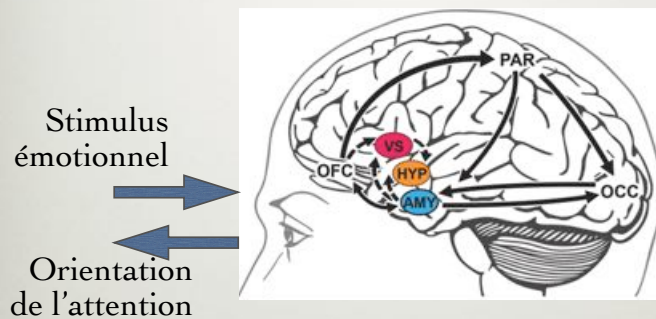 PAR
Stimulus
émotionnel
VS
OFC
HYP
AMY
OCC
Orientation
de l'attention